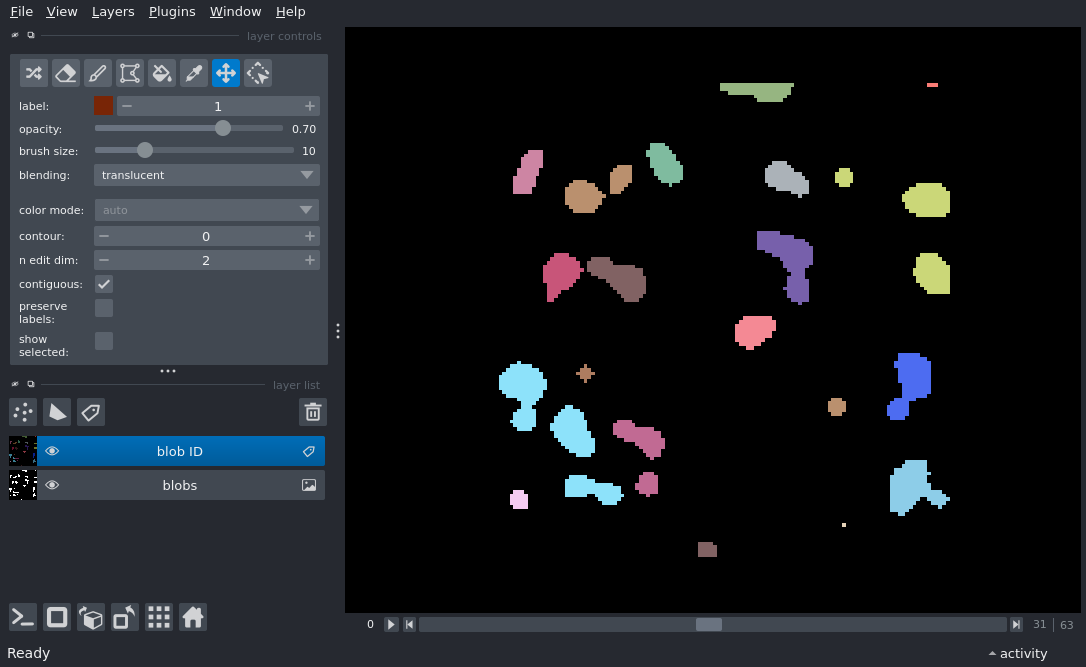 File View Layers Plugins Window Help
layer controls
label: 1
opacity: 0.70
brush size: 10
blending: translucent
color mode: auto
contour: 0
n edit dim: 2
contiguous:
preserve
labels:
show
selected:
layer list
blob ID
blobs
0 31 63
Ready activity